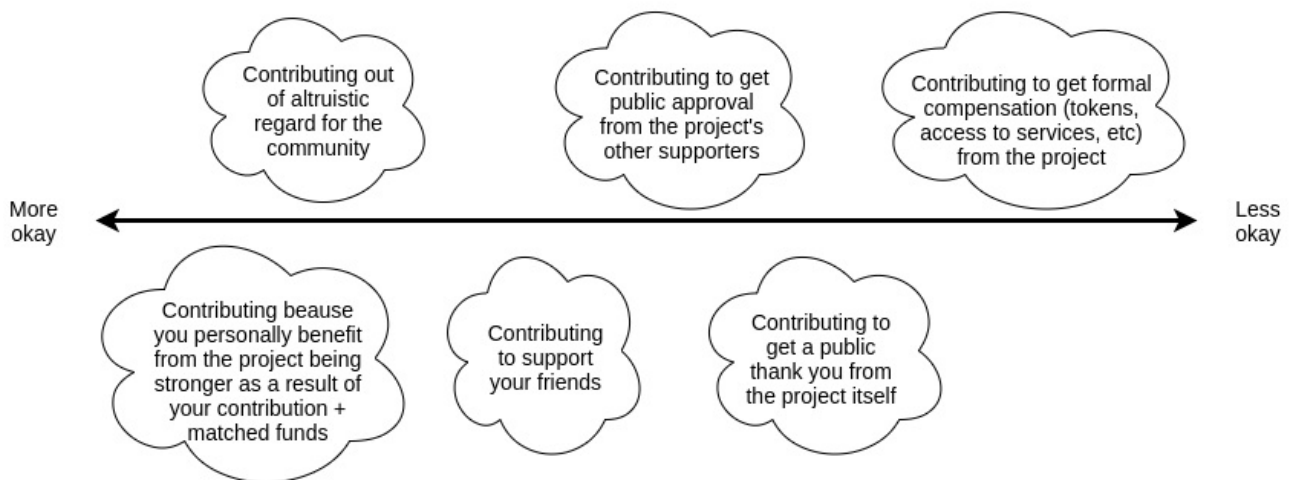 Contributing out
of altruistic
regard for the
community
Contributing to get
public approval
from the project's
other supporters
Contributing to get formal
compensation (tokens,
access to services, etc)
from the project
More
okay
Less
okay
Contributing beause
you personally benefit
from the project being
stronger as a result of
your contribution +
matched funds
Contributing
to support
your friends
Contributing to
get a public
thank you from
the project itself